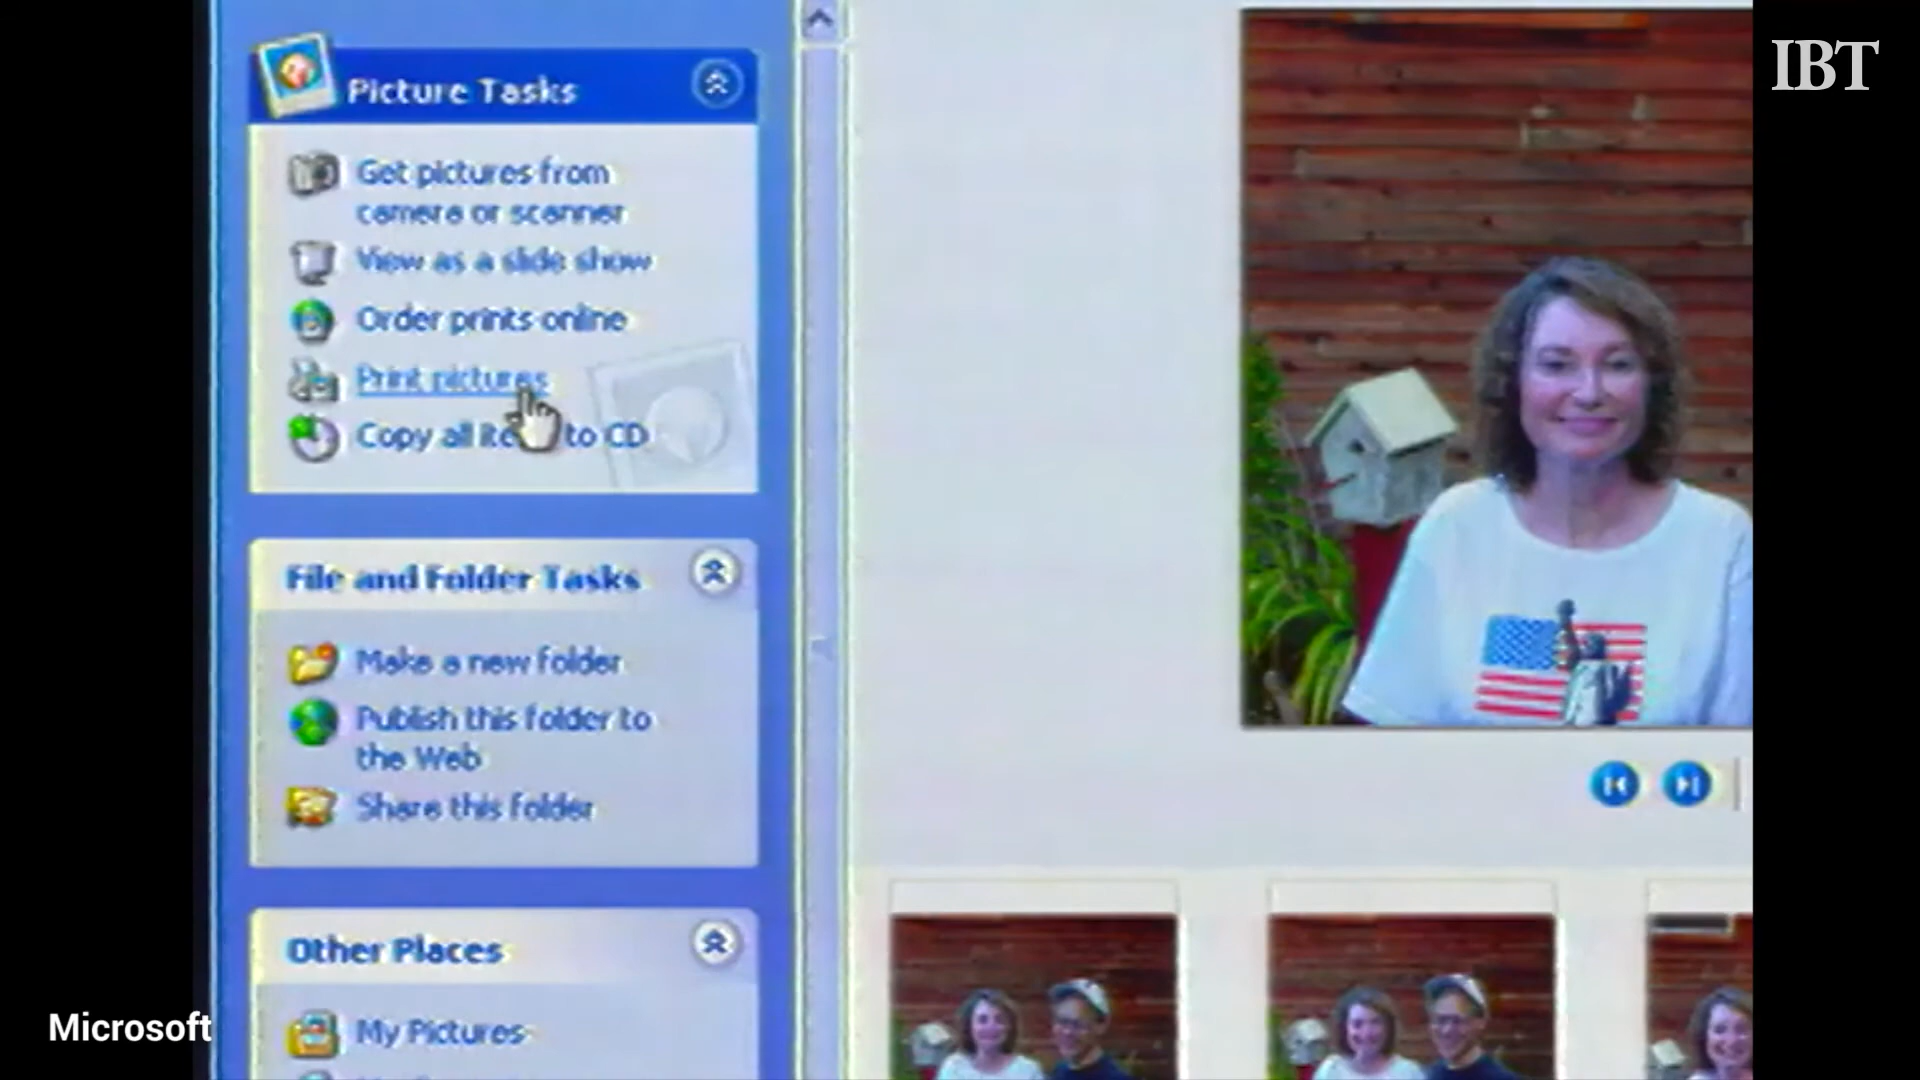 IBT
Picture Tasks
Get pictures from
camera or scanner
View as a slide show
Order prints online
Print pictures
Copy all ite to CD
File and Folder Tasks
Make a new folder
Publish this folder to
the Web
Share this folder
Other Places
My Pictures
Microsoft